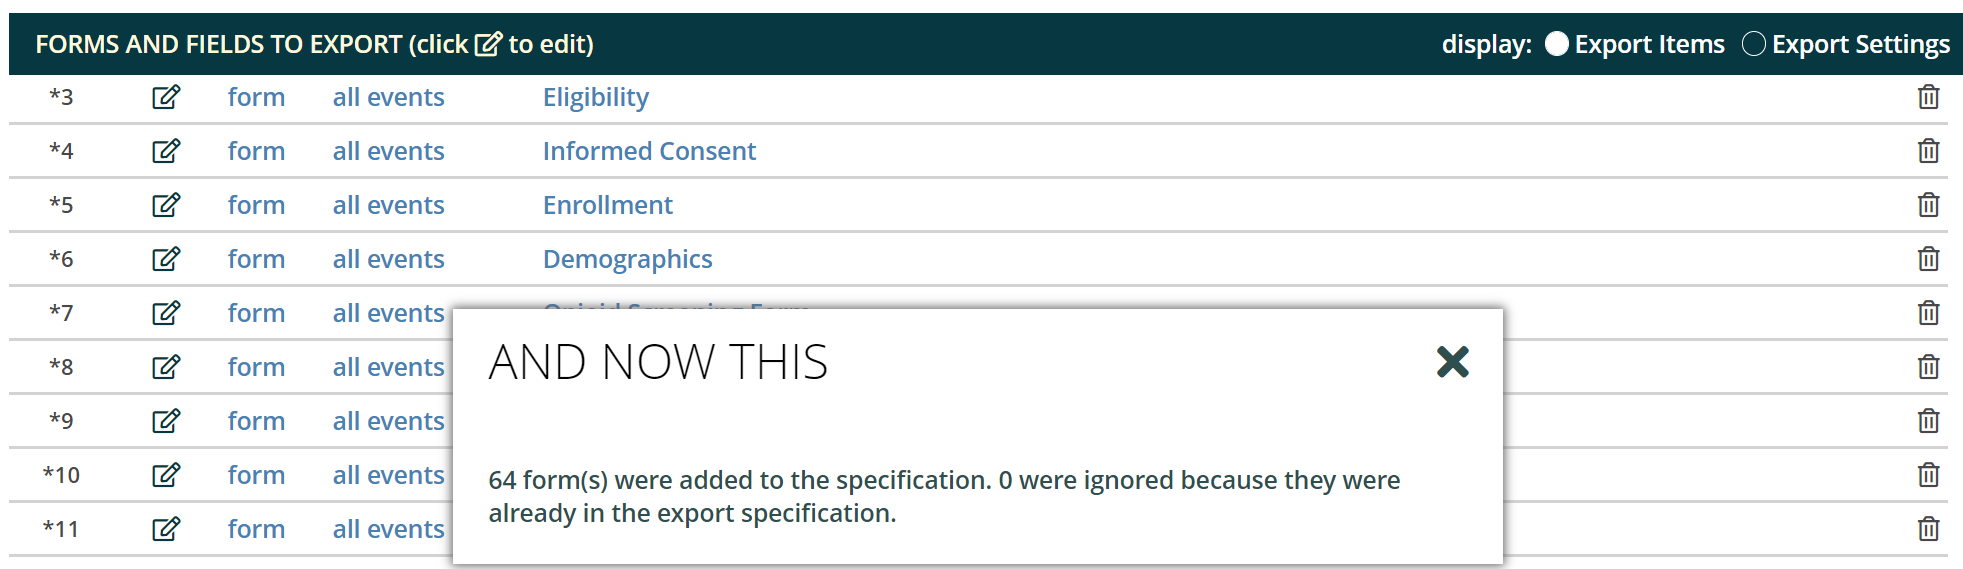 FORMS AND FIELDS TO EXPORT (click to edit) display: Export Items Export Settings
*3 form all events Eligibility
*4 form all events Informed Consent
*5 form all events Enrollment
*6 form all events Demographics
*7 form all events Opioid Screening Form
*8 form all events
*9 form all events
*10 form all events
*11 form all events
AND NOW THIS
64 form(s) were added to the specification. 0 were ignored because they were
already in the export specification.